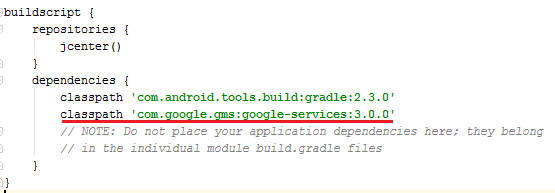 buildscript {
    repositories {
        jcenter()
    }
    dependencies {
        classpath 'com.android.tools.build:gradle:2.3.0'
        classpath 'com.google.gms:google-services:3.0.0'
        // NOTE: Do not place your application dependencies here; they belong
        // in the individual module build.gradle files
    }
}